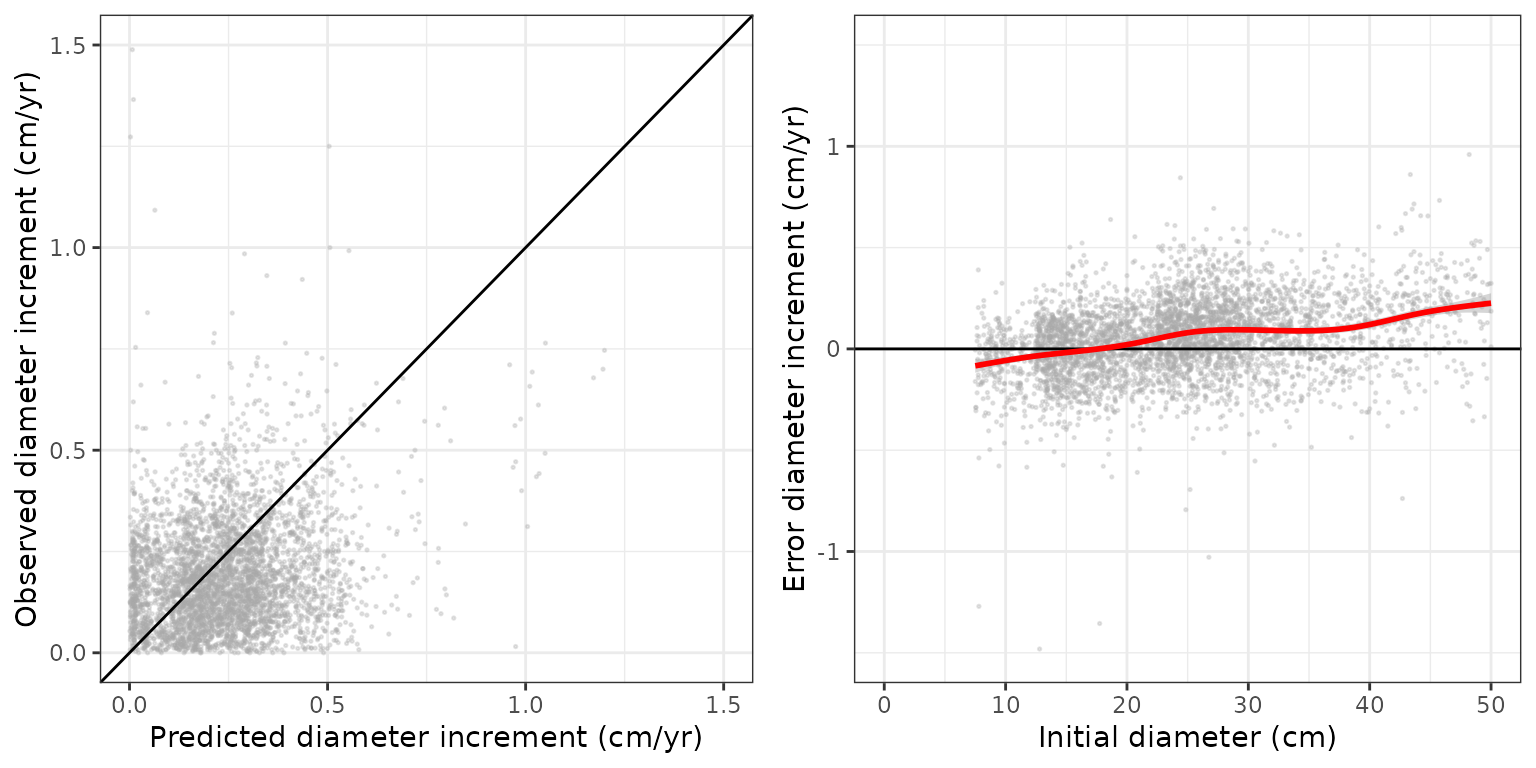 Observed diameter increment (cm/yr)
1.5
1.0
0.5
0.0
0.0 0.5 1.0 1.5
Predicted diameter increment (cm/yr)
Error diameter increment (cm/yr)
1
0
-1
0 10 20 30 40 50
Initial diameter (cm)